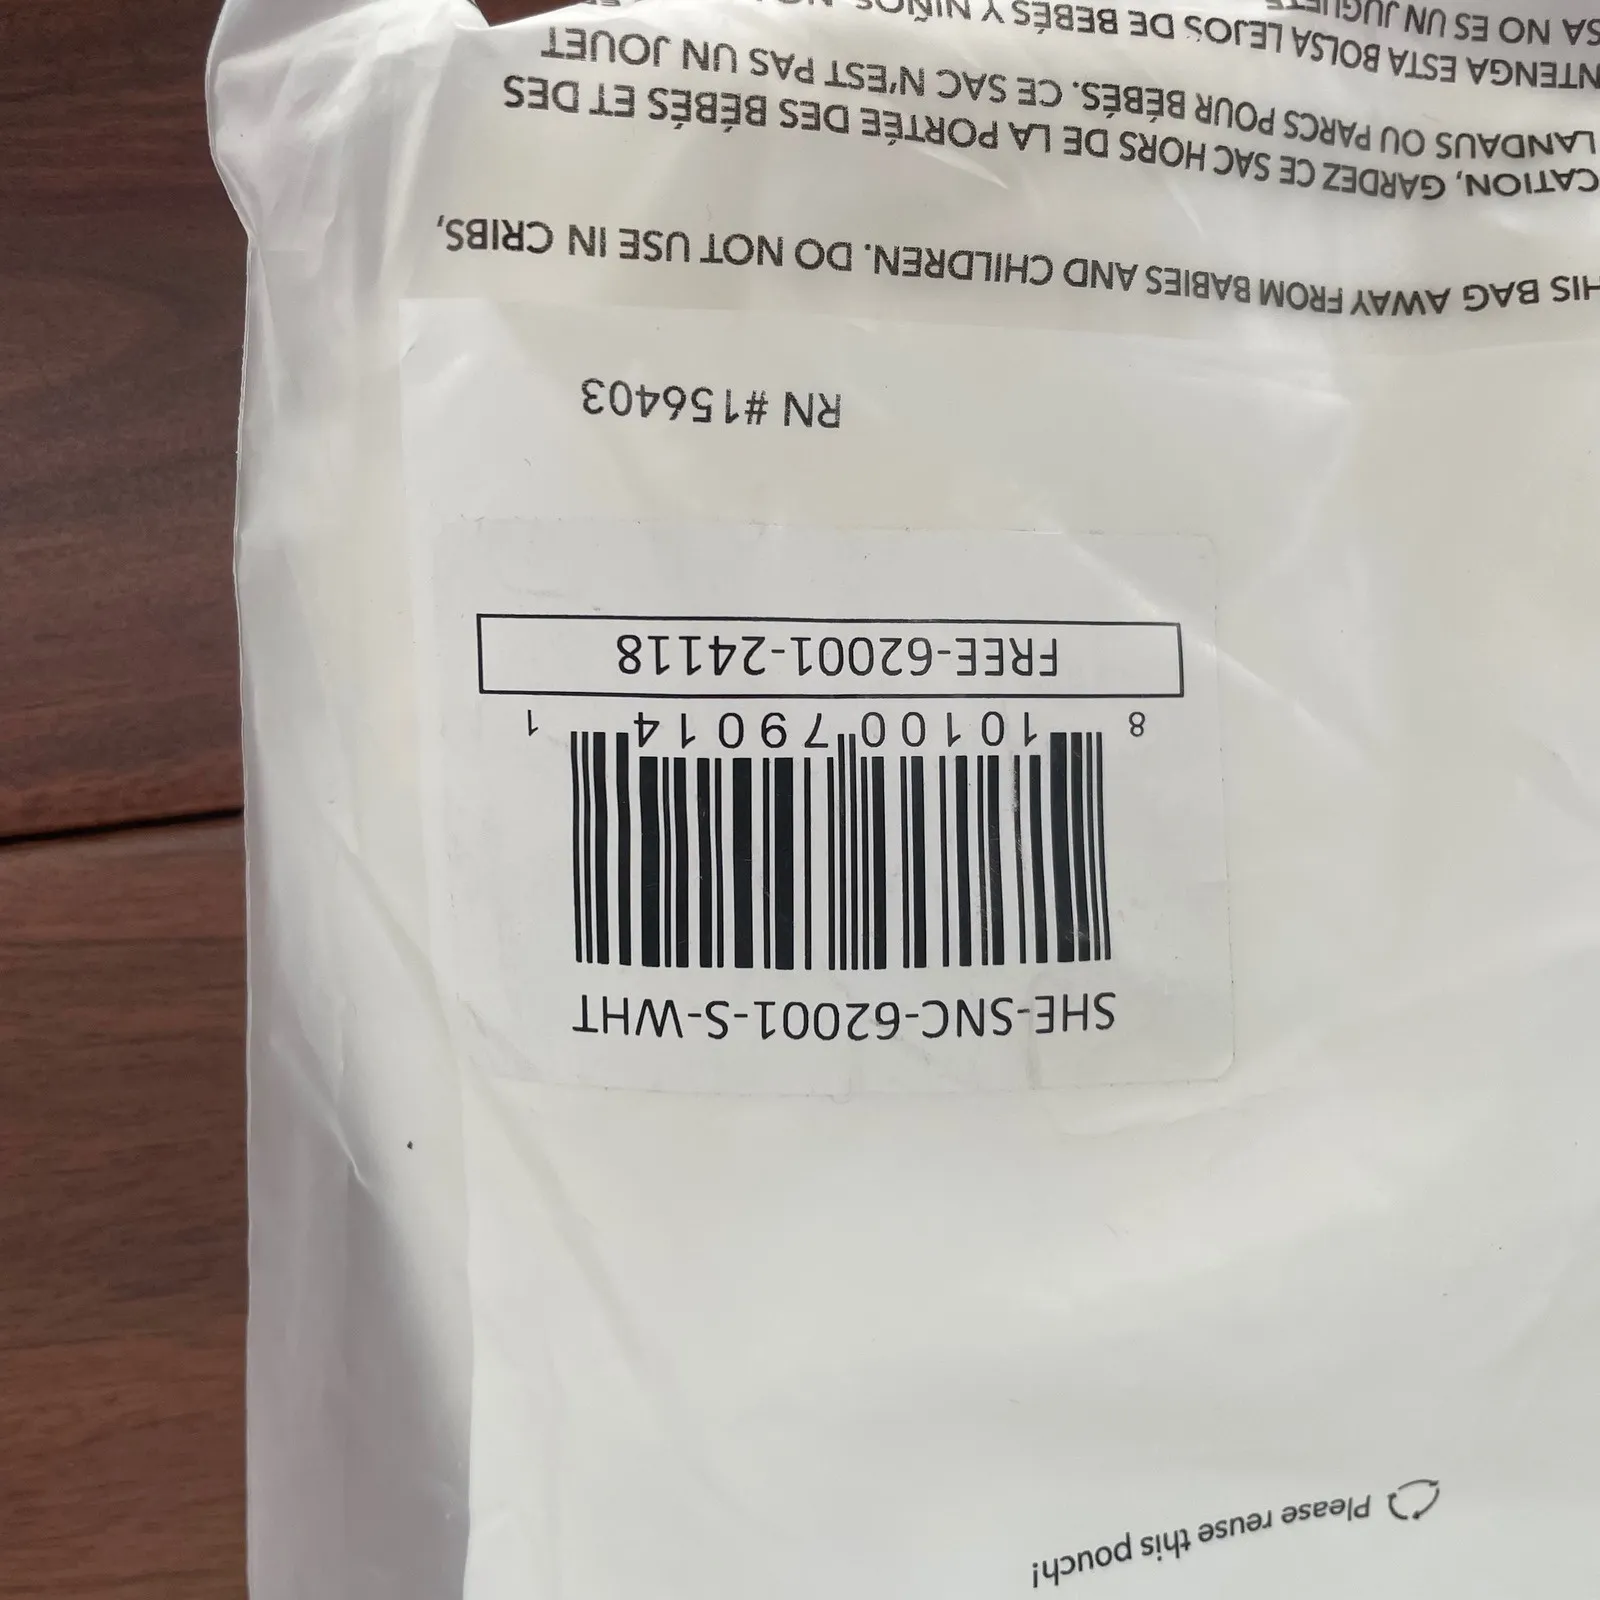 Please reuse this pouch!
SHE-SNC-62001-S-WHT
8 10100 79014 1
FREE-62001-24118
RN #156403
HIS BAG AWAY FROM BABIES AND CHILDREN. DO NOT USE IN CRIBS,
CATION, GARDEZ CE SAC HORS DE LA PORTÉE DES BÉBÉS ET DES
LANDAUS OU PARCS POUR BÉBÉS. CE SAC N'EST PAS UN JOUET
NTENGA ESTA BOLSA LEJOS DE BEBÉS Y NIÑOS.
SA NO ES UN JUGUETE